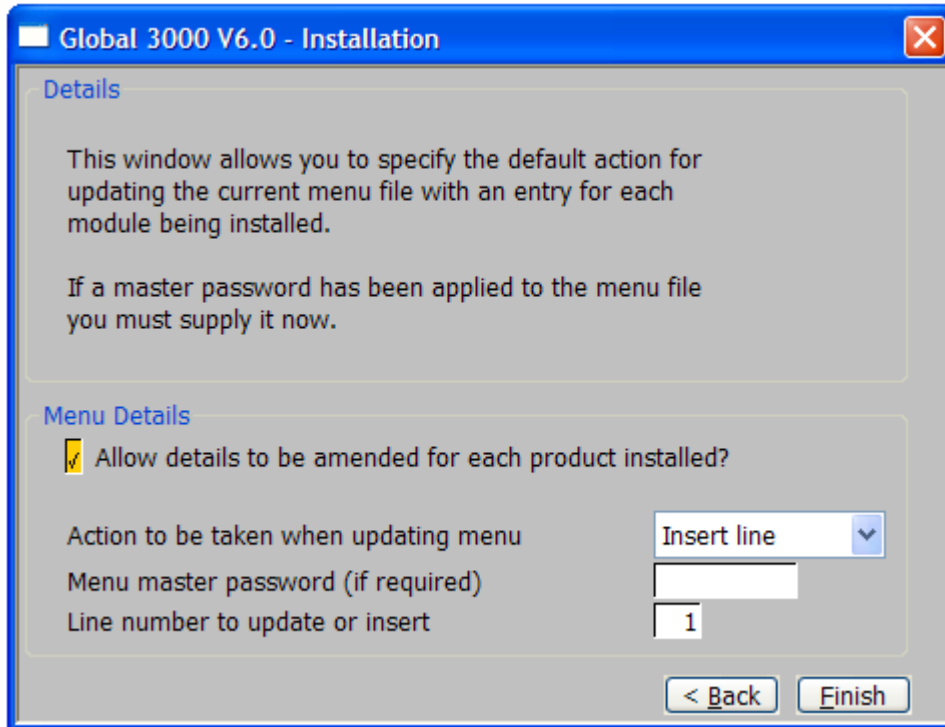 Global 3000 V6.0 - Installation
Details
This window allows you to specify the default action for
updating the current menu file with an entry for each
module being installed.
If a master password has been applied to the menu file
you must supply it now.
Menu Details
Allow details to be amended for each product installed?
Action to be taken when updating menu Insert line
Menu master password (if required)
Line number to update or insert 1
< Back Finish